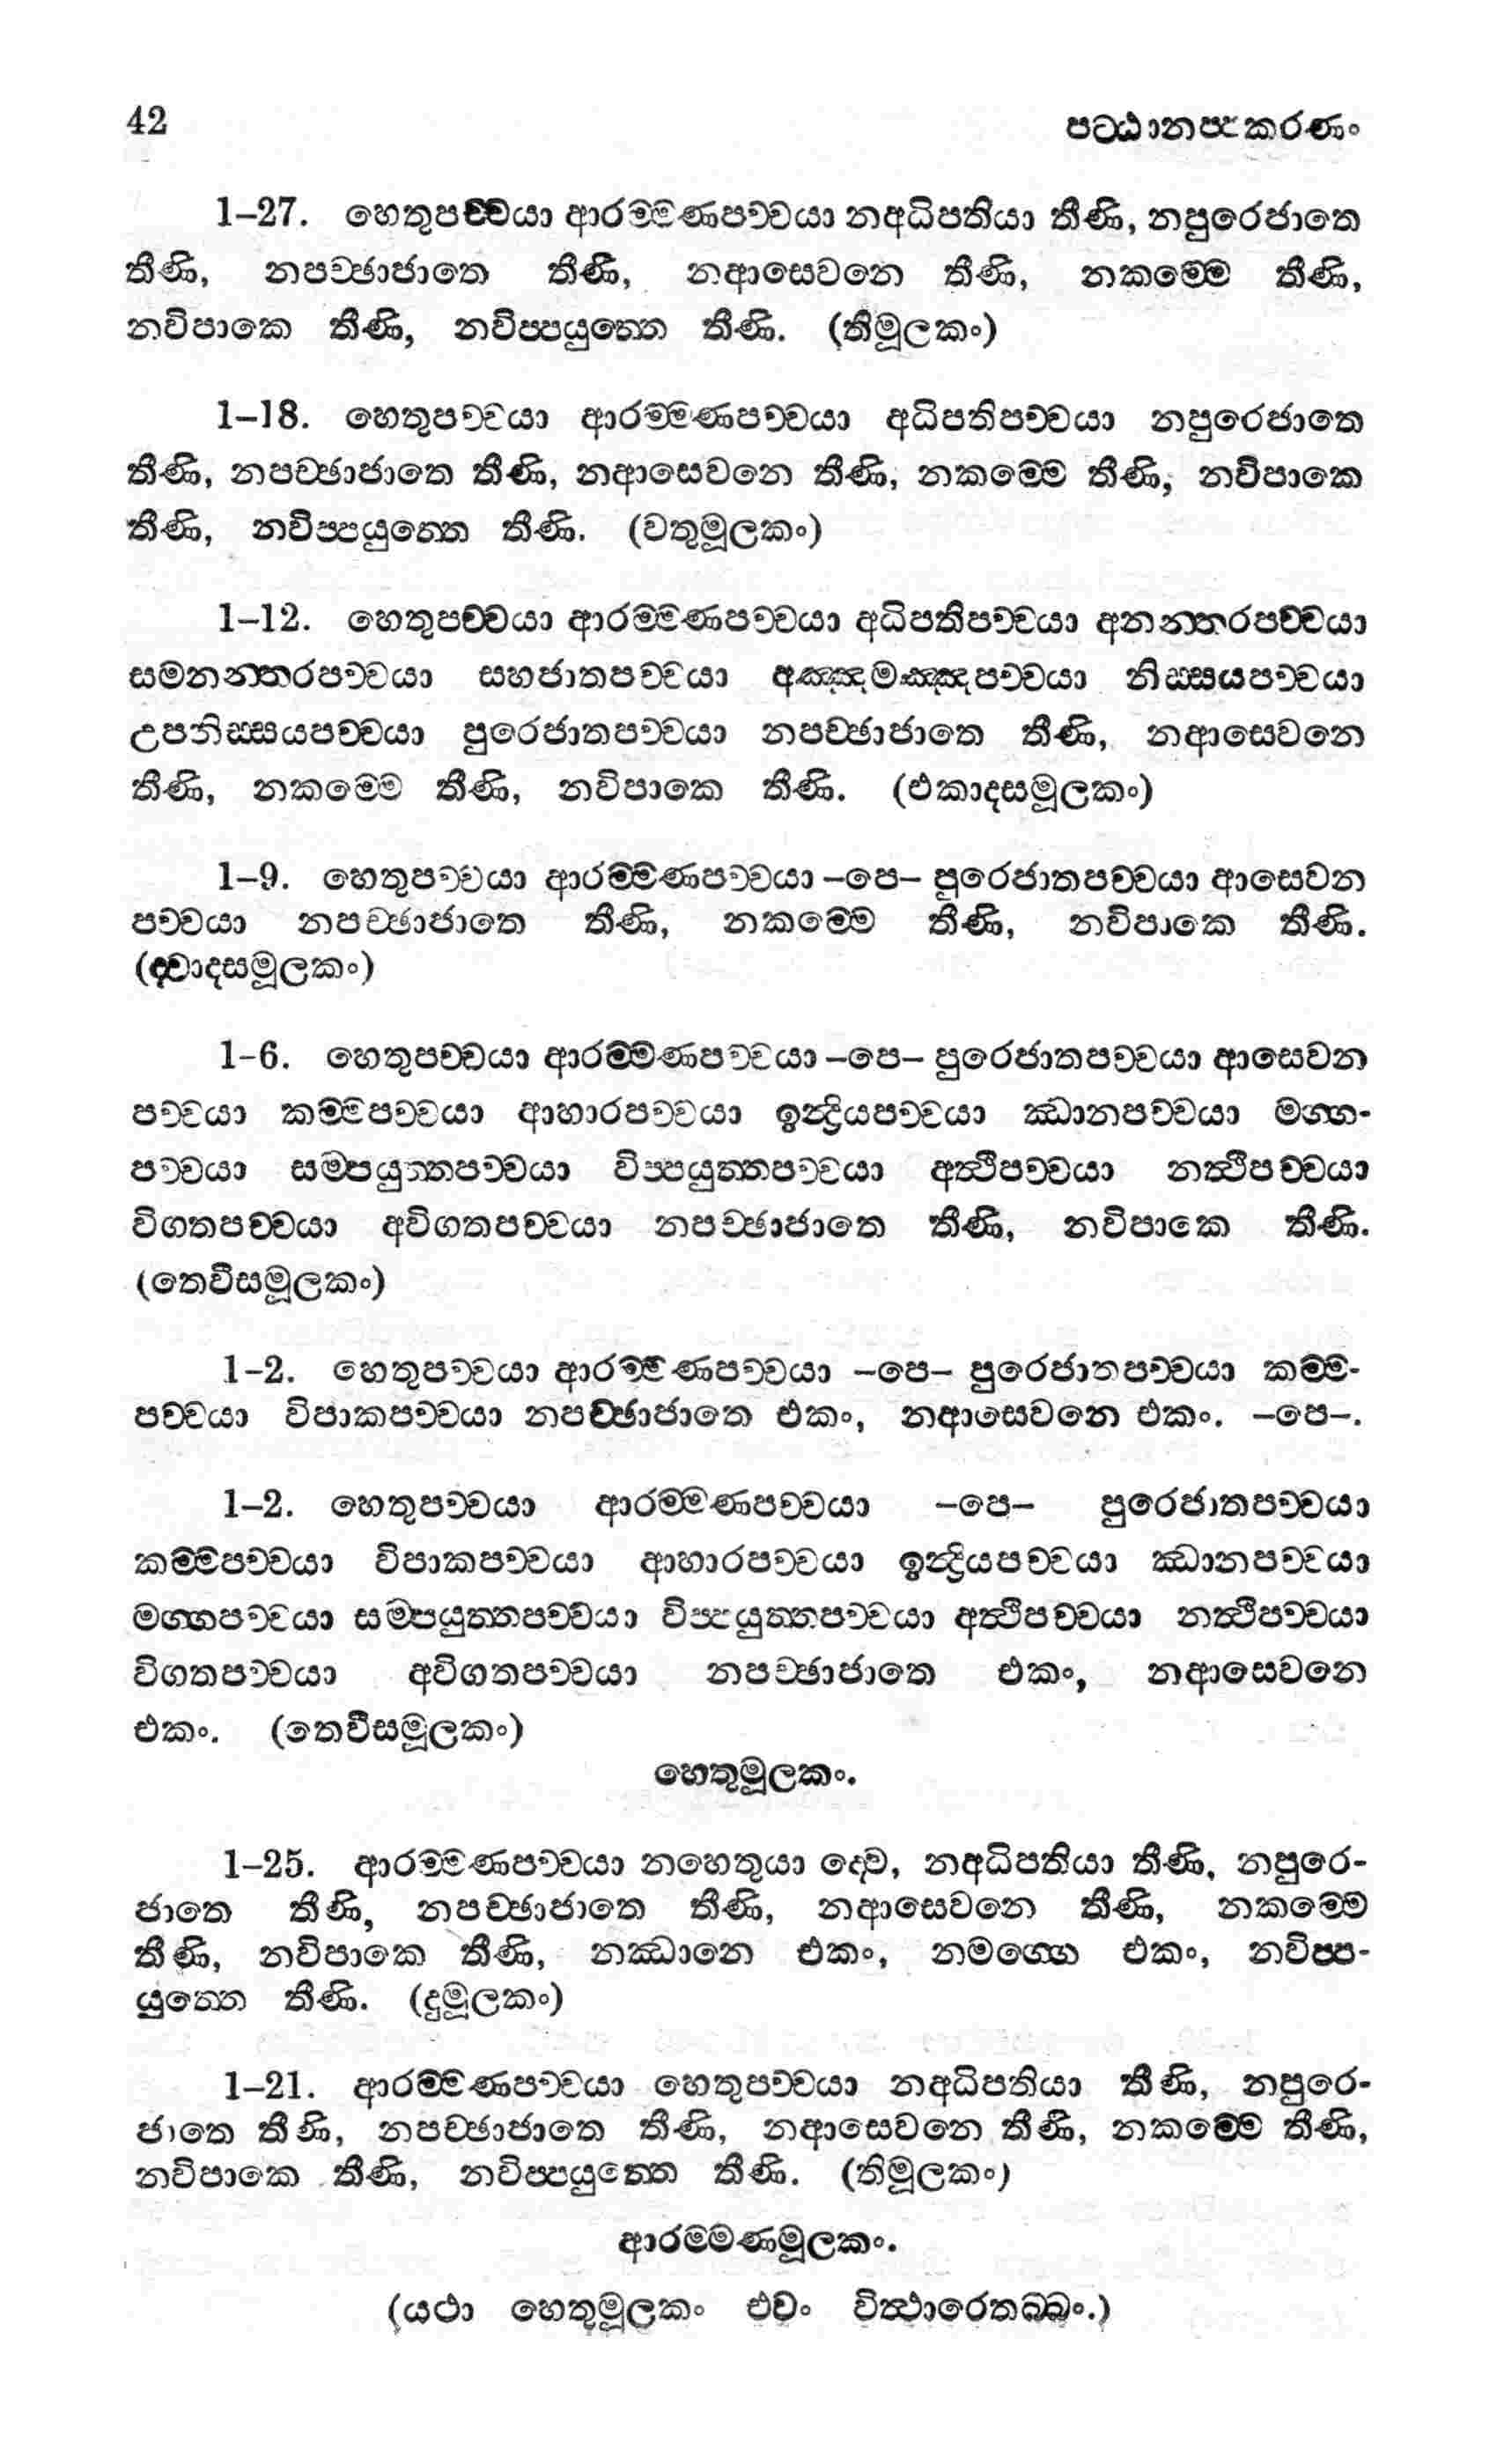 42 පට්ඨානප්පකරණං
1–27. හෙතුපච්චයා ආරම්මණපච්චයා නඅධිපතියා තීණි, නපුරෙජාතෙ
තීණි, නපච්ඡාජාතෙ තීණි, නආසෙවනෙ තීණි, නකම්මෙ තීණි,
නවිපාකෙ තීණි, නවිප්පයුත්තෙ තීණි. (තිමූලකං)
1–18. හෙතුපච්චයා ආරම්මණපච්චයා අධිපතිපච්චයා නපුරෙජාතෙ
තීණි, නපච්ඡාජාතෙ තීණි, නආසෙවනෙ තීණි, නකම්මෙ තීණි, නවිපාකෙ
තීණි, නවිප්පයුත්තෙ තීණි. (චතුමූලකං)
1–12. හෙතුපච්චයා ආරම්මණපච්චයා අධිපතිපච්චයා අනන්තරපච්චයා
සමනන්තරපච්චයා සහජාතපච්චයා අඤ්ඤමඤ්ඤපච්චයා නිස්සයපච්චයා
උපනිස්සයපච්චයා පුරෙජාතපච්චයා නපච්ඡාජාතෙ තීණි, නආසෙවනෙ
තීණි, නකම්මෙ තීණි, නවිපාකෙ තීණි. (එකාදසමූලකං)
1–9. හෙතුපච්චයා ආරම්මණපච්චයා –පෙ– පුරෙජාතපච්චයා ආසෙවන
පච්චයා නපච්ඡාජාතෙ තීණි, නකම්මෙ තීණි, නවිපාකෙ තීණි.
(ද්වාදසමූලකං)
1–6. හෙතුපච්චයා ආරම්මණපච්චයා –පෙ– පුරෙජාතපච්චයා ආසෙවන
පච්චයා කම්මපච්චයා ආහාරපච්චයා ඉන්ද්‍රියපච්චයා ඣානපච්චයා මග්ග-
පච්චයා සම්පයුත්තපච්චයා විප්පයුත්තපච්චයා අත්ථිපච්චයා නත්ථිපච්චයා
විගතපච්චයා අවිගතපච්චයා නපච්ඡාජාතෙ තීණි, නවිපාකෙ තීණි.
(තෙවීසමූලකං)
1–2. හෙතුපච්චයා ආරම්මණපච්චයා –පෙ– පුරෙජාතපච්චයා කම්ම-
පච්චයා විපාකපච්චයා නපච්ඡාජාතෙ එකං, නආසෙවනෙ එකං. –පෙ–.
1–2. හෙතුපච්චයා ආරම්මණපච්චයා –පෙ– පුරෙජාතපච්චයා
කම්මපච්චයා විපාකපච්චයා ආහාරපච්චයා ඉන්ද්‍රියපච්චයා ඣානපච්චයා
මග්ගපච්චයා සම්පයුත්තපච්චයා විප්පයුත්තපච්චයා අත්ථිපච්චයා නත්ථිපච්චයා
විගතපච්චයා අවිගතපච්චයා නපච්ඡාජාතෙ එකං, නආසෙවනෙ
එකං. (තෙවීසමූලකං)
හෙතුමූලකං.
1–25. ආරම්මණපච්චයා නහෙතුයා ද්වෙ, නඅධිපතියා තීණි, නපුරෙ-
ජාතෙ තීණි, නපච්ඡාජාතෙ තීණි, නආසෙවනෙ තීණි, නකම්මෙ
තීණි, නවිපාකෙ තීණි, නඣානෙ එකං, නමග්ගෙ එකං, නවිප්ප-
යුත්තෙ තීණි. (දුමූලකං)
1–21. ආරම්මණපච්චයා හෙතුපච්චයා නඅධිපතියා තීණි, නපුරෙ-
ජාතෙ තීණි, නපච්ඡාජාතෙ තීණි, නආසෙවනෙ තීණි, නකම්මෙ තීණි,
නවිපාකෙ තීණි, නවිප්පයුත්තෙ තීණි. (තිමූලකං)
ආරම්මණමූලකං.
(යථා හෙතුමූලකං එවං විත්ථාරෙතබ්බං.)